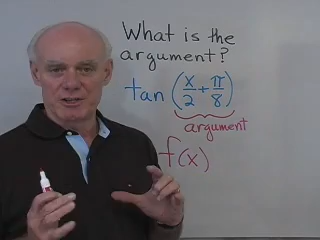 What is the
argument?
tan (x/2 + π/8)
argument
f(x)